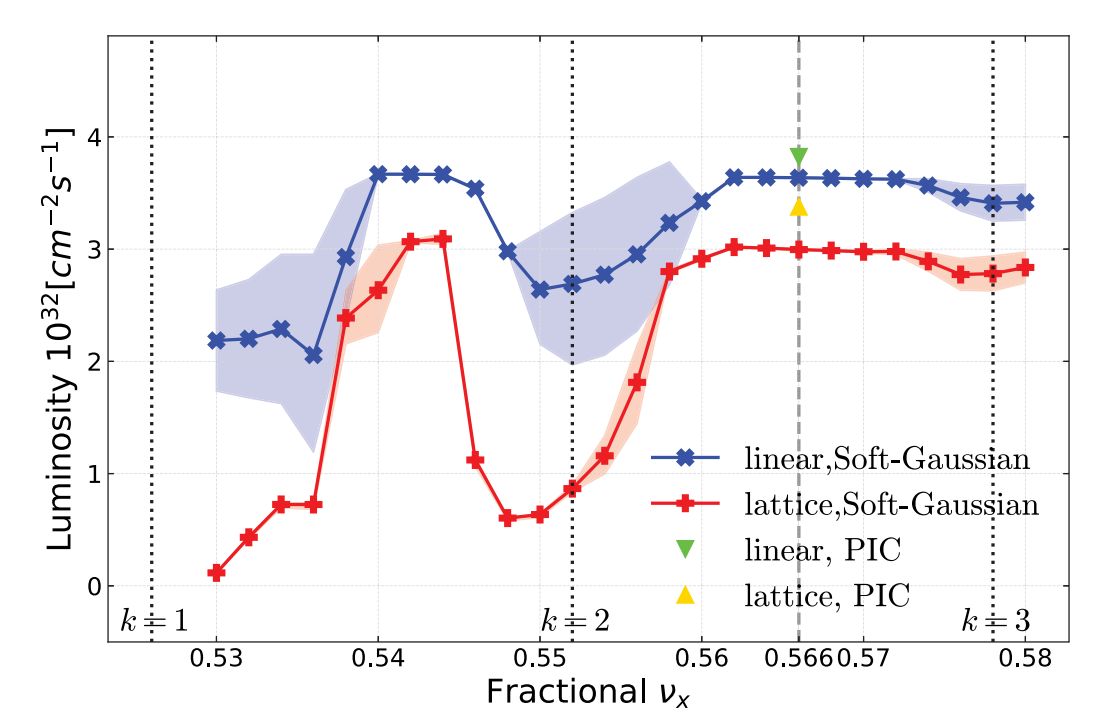 Luminosity 10³²[cm⁻²s⁻¹]
4
3
2
1
0
linear,Soft-Gaussian
lattice,Soft-Gaussian
linear, PIC
lattice, PIC
k = 1
k = 2
k = 3
0.53 0.54 0.55 0.56 0.566 0.57 0.58
Fractional νₓ